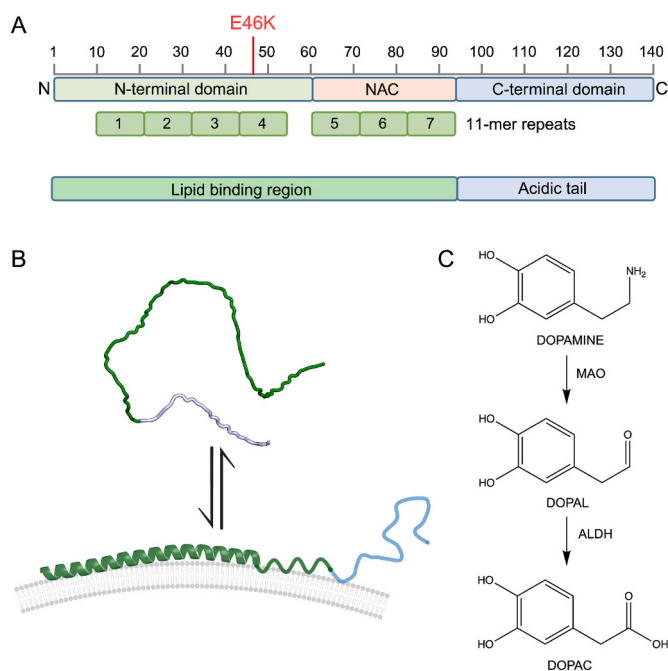 A
E46K
1 10 20 30 40 50 60 70 80 90 100 110 120 130 140
N N-terminal domain NAC C-terminal domain C
1 2 3 4 5 6 7 11-mer repeats
Lipid binding region Acidic tail
B
C
HO
NH₂
HO
DOPAMINE
MAO
HO
O
HO
DOPAL
ALDH
HO
O
HO
OH
DOPAC